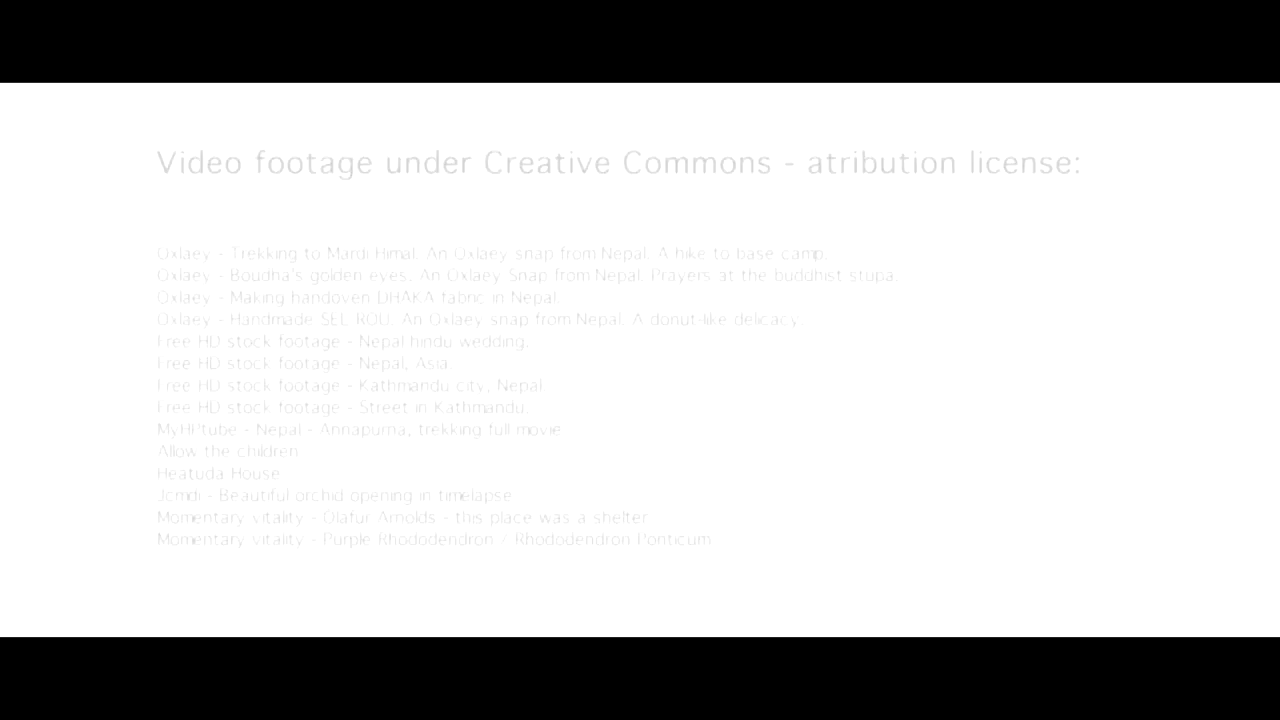 Video footage under Creative Commons - atribution license:
Oxlaey - Trekking to Mardi Himal. An Oxlaey snap from Nepal. A hike to base camp.
Oxlaey - Boudha's golden eyes. An Oxlaey Snap from Nepal. Prayers at the buddhist stupa.
Oxlaey - Making handoven DHAKA fabric in Nepal.
Oxlaey - Handmade SEL ROU. An Oxlaey snap from Nepal. A donut-like delicacy
Free HD stock footage - Nepal hindu wedding.
Free HD stock footage - Nepal, Asia.
Free HD stock footage - Kathmandu city, Nepal
Free HD stock footage - Street in Kathmandu.
- Nepal - Annapurna, trekking full movie
Allow the children
Heatuda House
Jcmdi - Beautiful orchid opening in timelapse
Momentary vitality - Olafur Arnolds - this place was a shelter
Momentary vitality - Purple Rhododendron / Rhododendron Ponticum